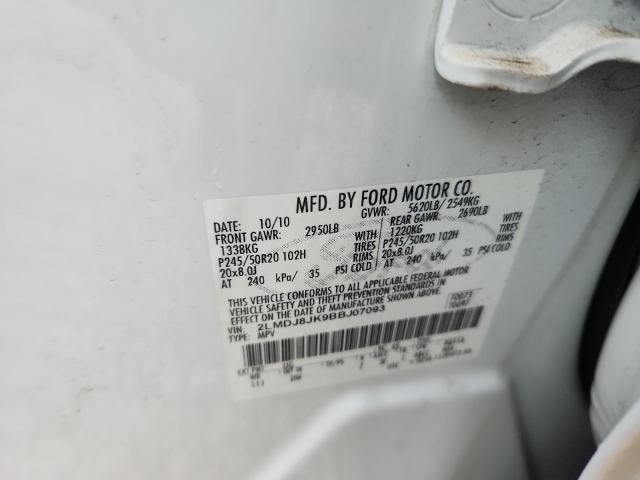 MFD. BY FORD MOTOR CO.
DATE: 10/10 GVWR: 5620LB/ 2549KG
FRONT GAWR: 2950LB REAR GAWR: 2690LB
1338KG WITH 1220KG WITH
P245/50R20 102H TIRES P245/50R20 102H TIRES
20x8.0J RIMS 20x8.0J RIMS
AT 240 kPa/ 35 PSI COLD AT 240 kPa/ 35 PSI COLD
THIS VEHICLE CONFORMS TO ALL APPLICABLE FEDERAL MOTOR
VEHICLE SAFETY AND THEFT PREVENTION STANDARDS IN
EFFECT ON THE DATE OF MANUFACTURE SHOWN ABOVE.
VIN: 2LMDJ8JK9BBJ07093
TYPE: MPV
EXT PNT: